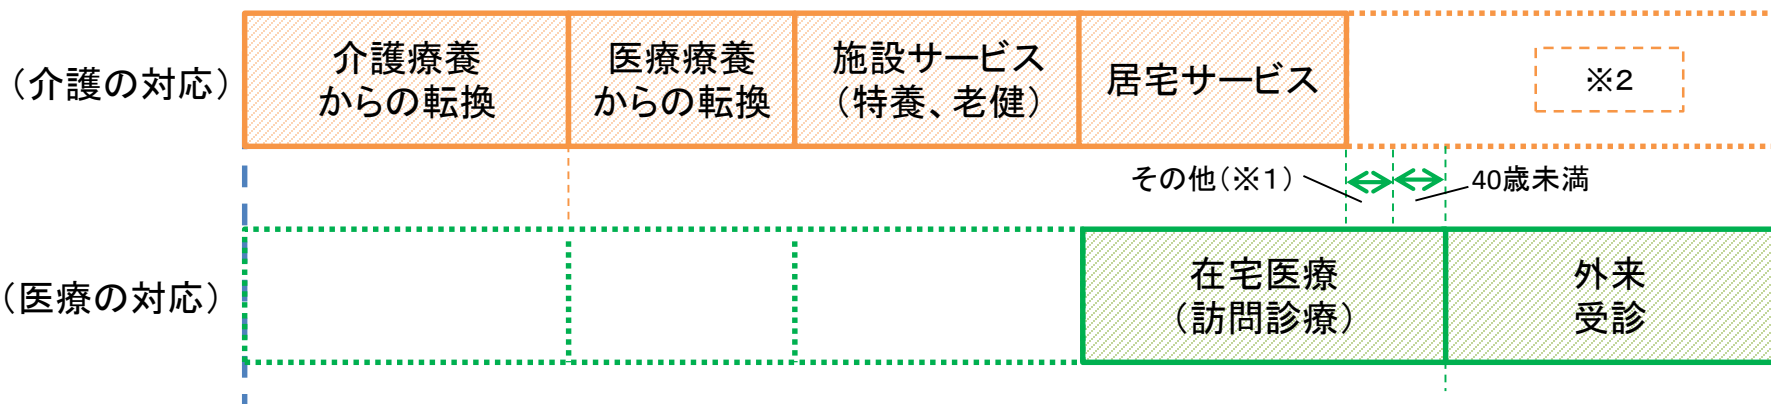 （介護の対応）
介護療養
からの転換
医療療養
からの転換
施設サービス
（特養、老健）
居宅サービス
※2
その他（※１）
40歳未満
（医療の対応）
在宅医療
（訪問診療）
外来
受診